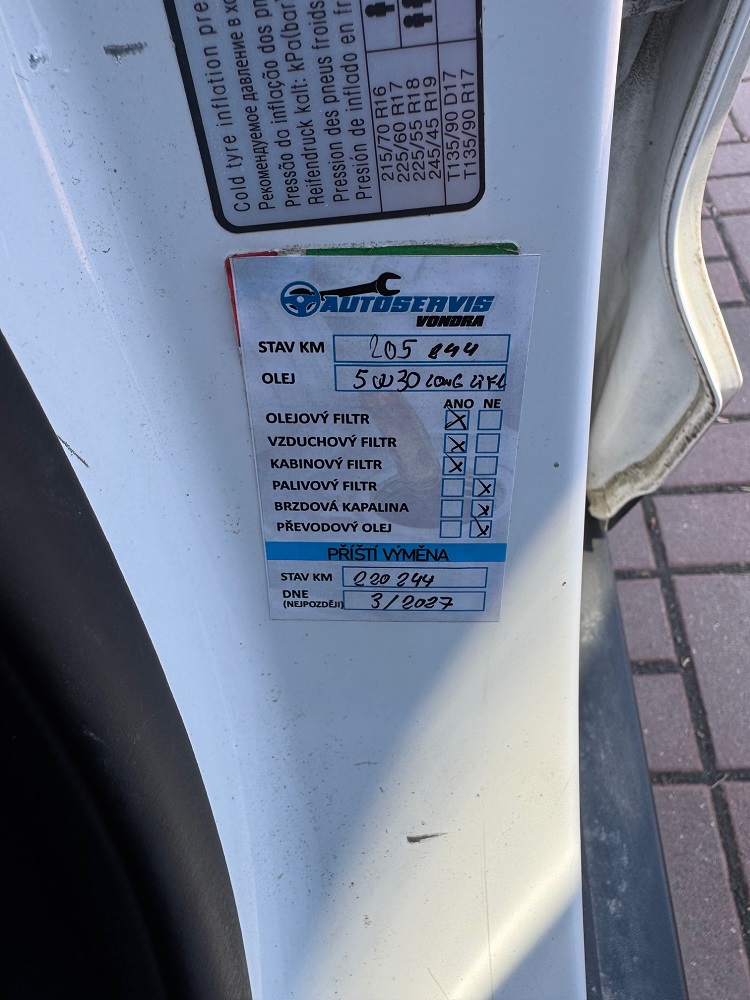 Cold tyre inflation pre
Рекомендуемое давление в хо
Pressão da inflação dos pn
Reifendruck Kalt: kPa(bar
Pression des pneus froids
Presión de inflado en fr
215/70 R16
225/60 R17
225/55 R18
245/45 R19
T135/90 D17
T135/90 R17
AUTOSERVIS
VONDRA
STAV KM 205 844
OLEJ 5W30 LONG LIFE
ANO NE
OLEJOVÝ FILTR X
VZDUCHOVÝ FILTR X
KABINOVÝ FILTR X
PALIVOVÝ FILTR X
BRZDOVÁ KAPALINA X
PŘEVODOVÝ OLEJ X
PŘÍŠTÍ VÝMĚNA
STAV KM 220 244
DNE 3/2027
(NEJPOZDĚJI)